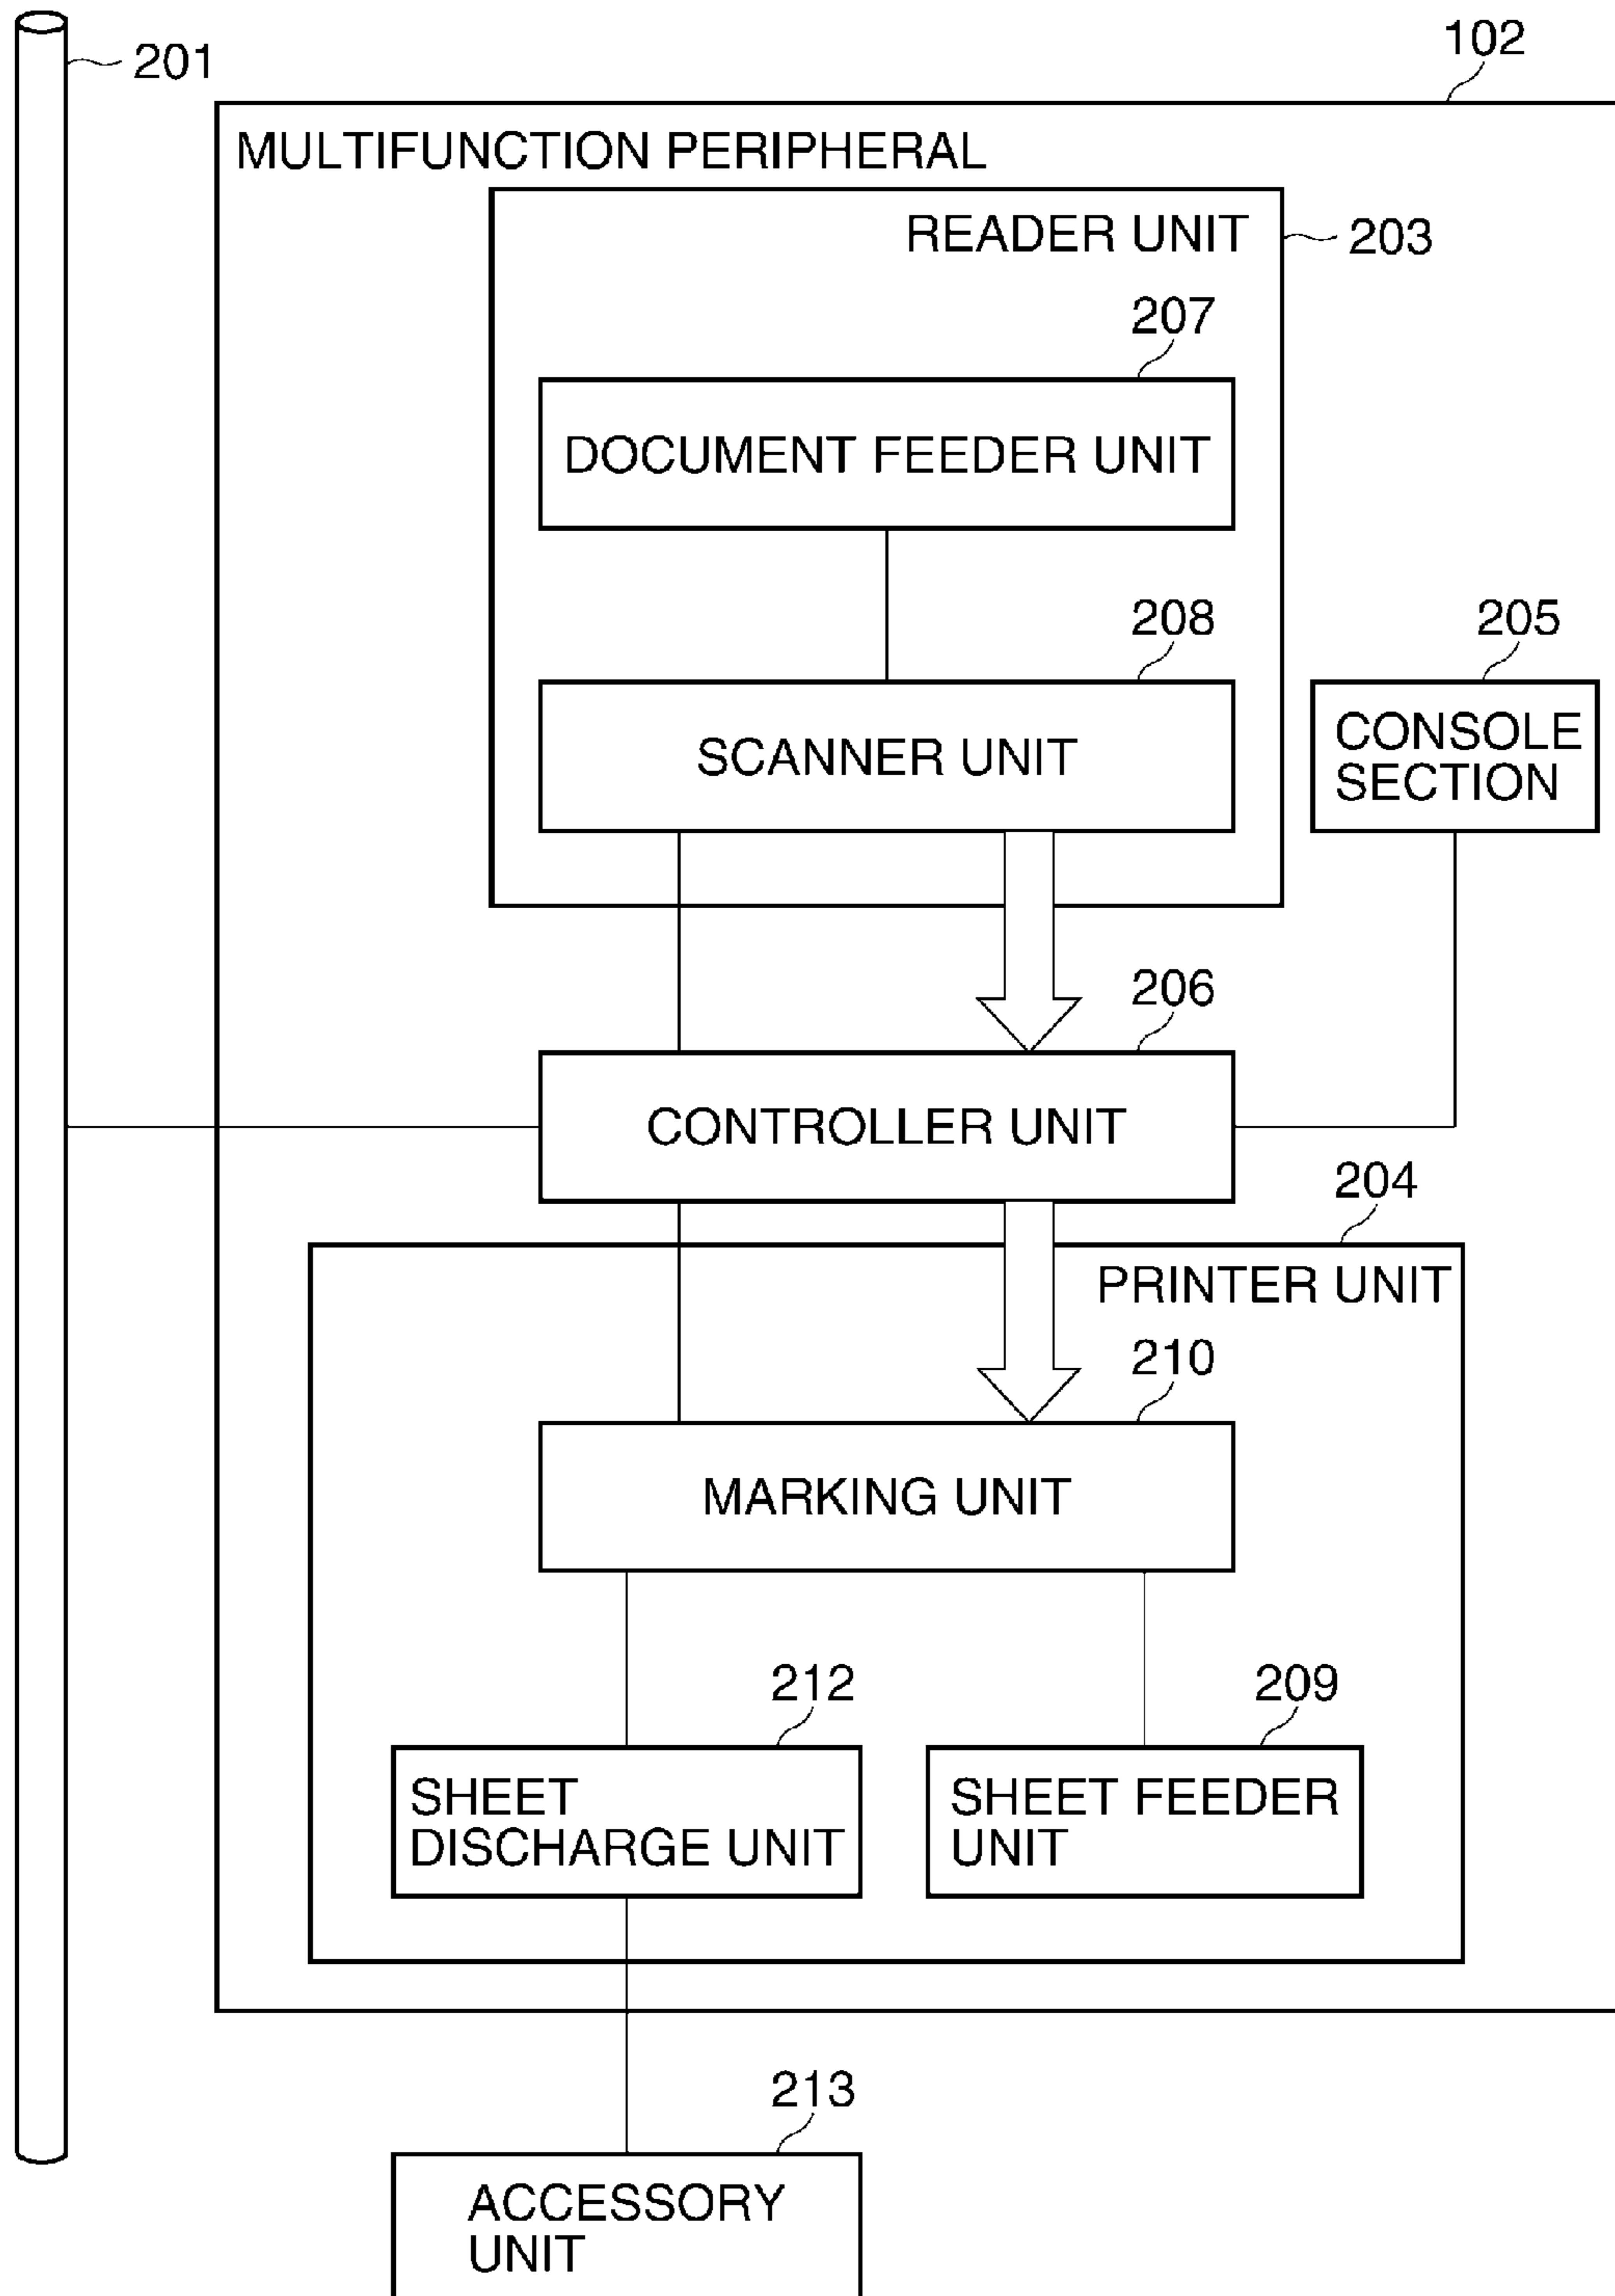 102
201
MULTIFUNCTION PERIPHERAL
READER UNIT
203
207
DOCUMENT FEEDER UNIT
208
205
SCANNER UNIT
CONSOLE
SECTION
206
CONTROLLER UNIT
204
PRINTER UNIT
210
MARKING UNIT
212
209
SHEET
DISCHARGE UNIT
SHEET FEEDER
UNIT
213
ACCESSORY
UNIT